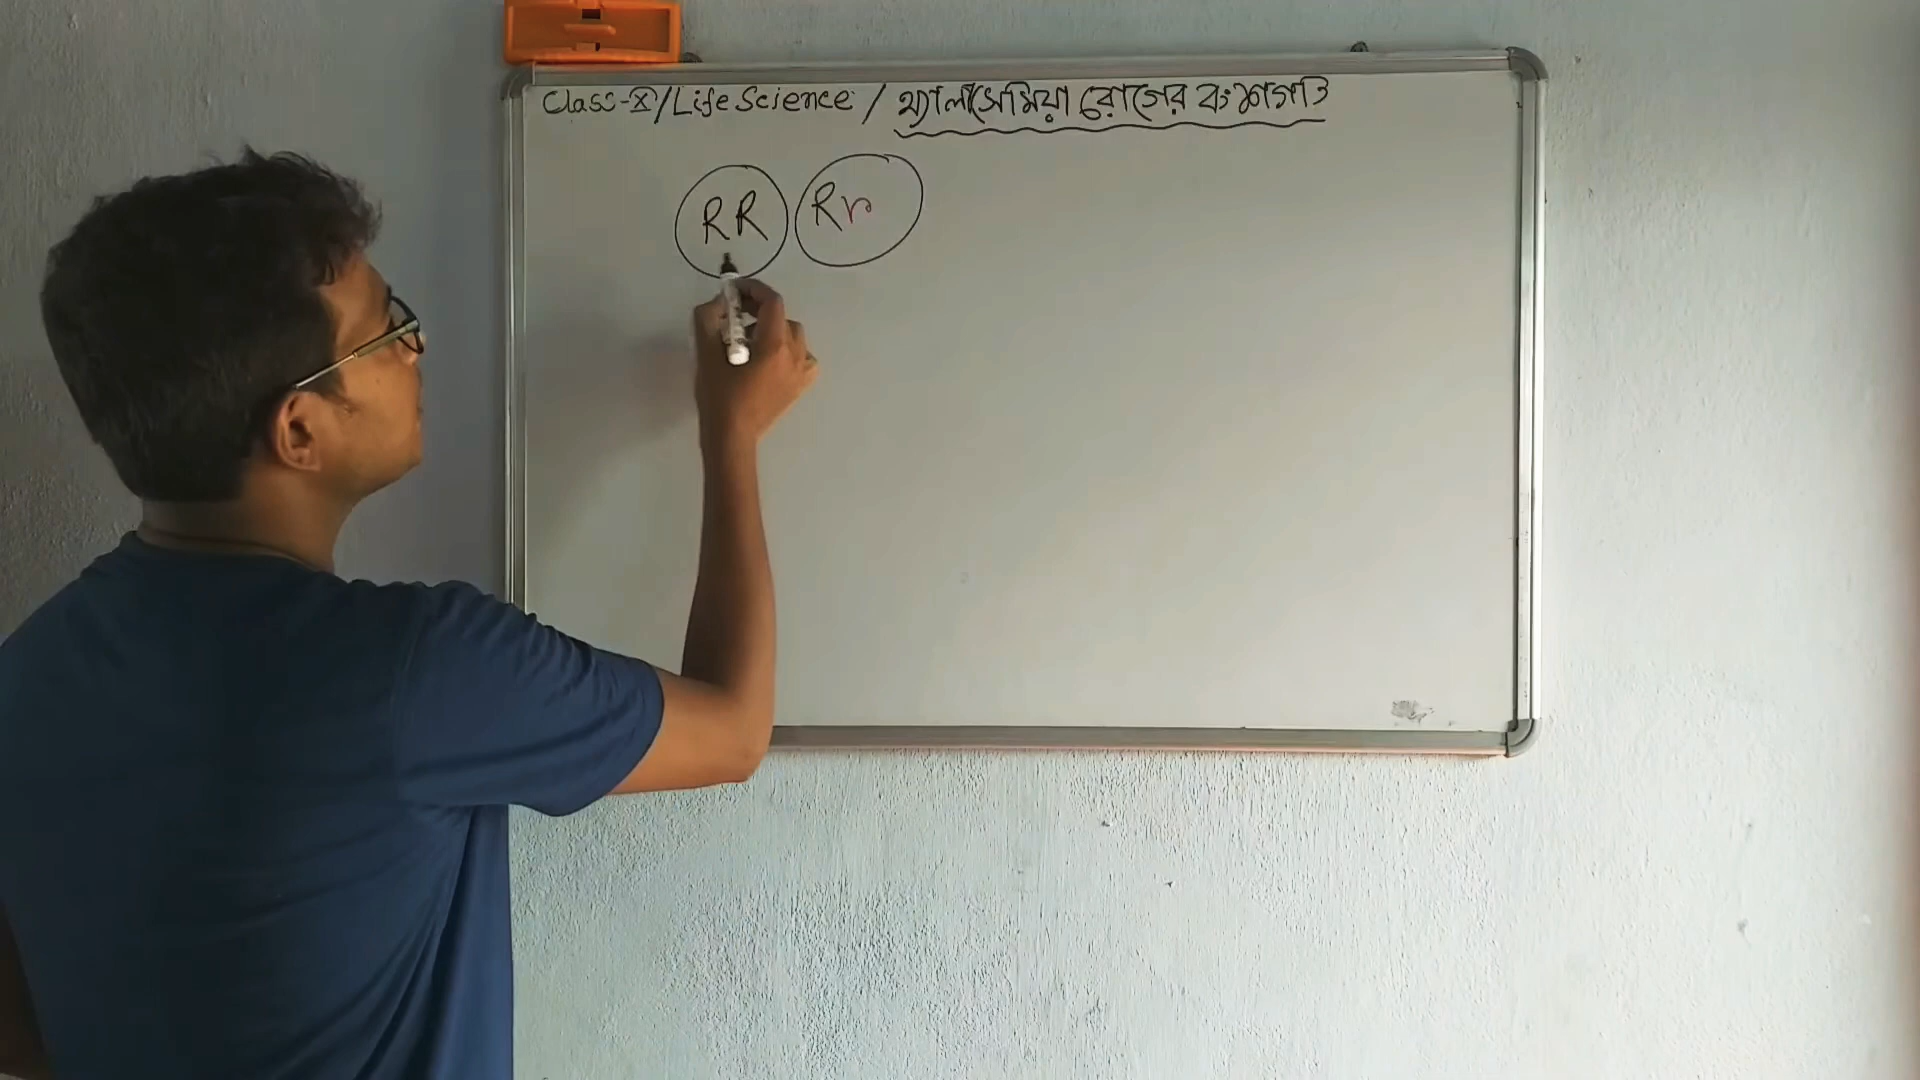 Class-X/Life Science / থ্যালাসেমিয়া রোগের বংশগতি
RR Rr